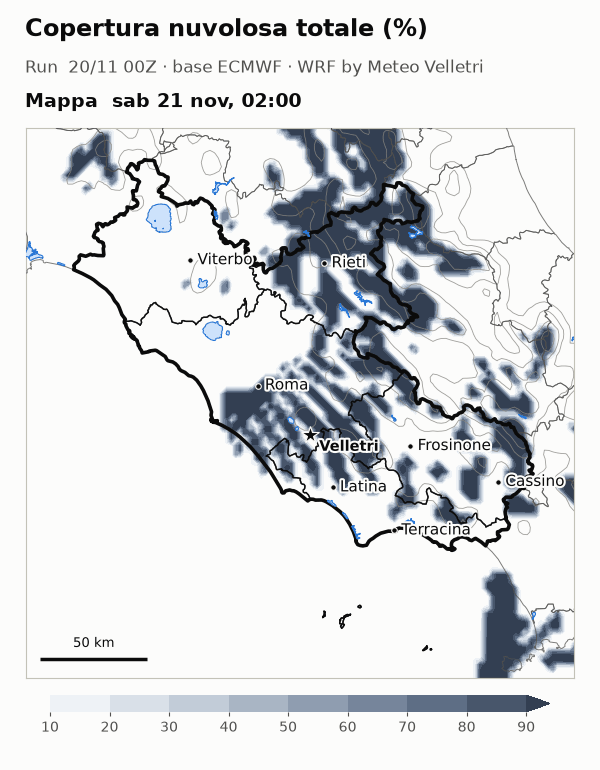 Copertura nuvolosa totale (%)
Run  20/11 00Z · base ECMWF · WRF by Meteo Velletri
Mappa  sab 21 nov, 02:00
Viterbo
Rieti
Roma
Velletri
Frosinone
Latina
Cassino
Terracina
50 km
10 20 30 40 50 60 70 80 90